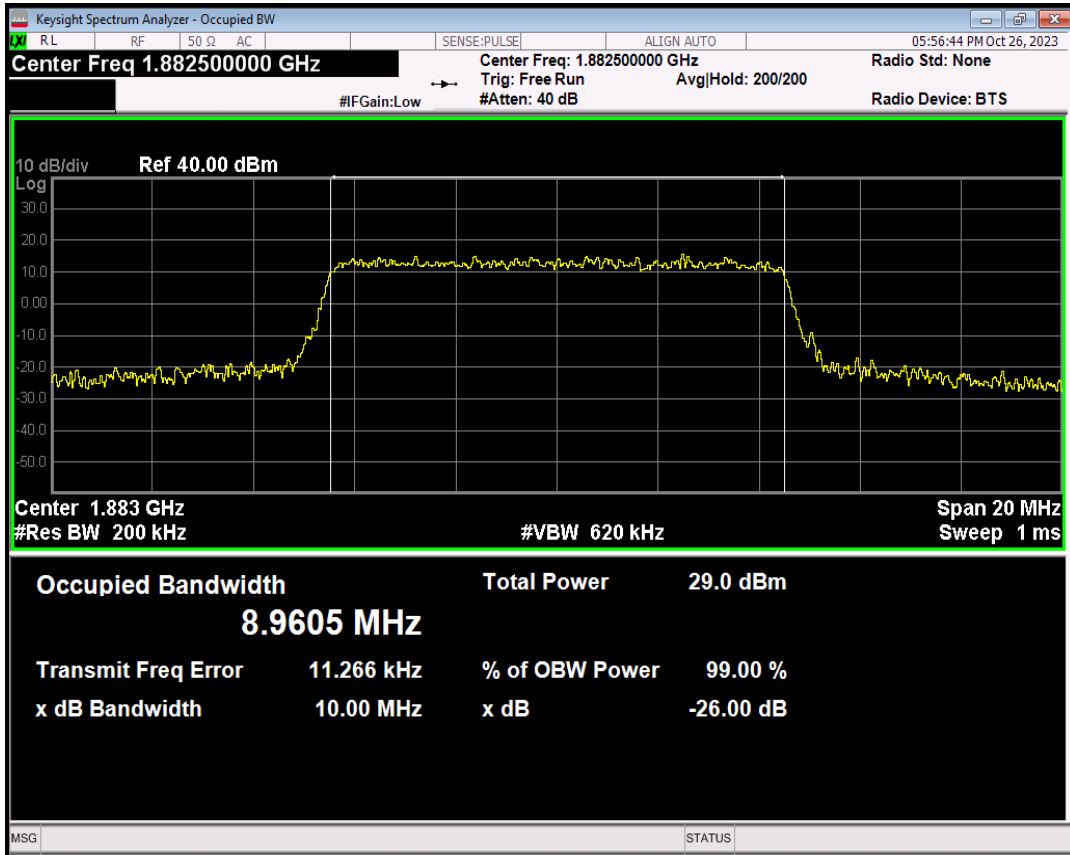 Keysight Spectrum Analyzer - Occupied BW
LXI RL RF 50 Ω AC SENSE:PULSE ALIGN AUTO 05:56:44 PM Oct 26, 2023
Center Freq 1.882500000 GHz Center Freq: 1.882500000 GHz Radio Std: None
Trig: Free Run Avg|Hold: 200/200
#IFGain:Low #Atten: 40 dB Radio Device: BTS
10 dB/div Ref 40.00 dBm
Log
30.0
20.0
10.0
0.00
-10.0
-20.0
-30.0
-40.0
-50.0
Center 1.883 GHz Span 20 MHz
#Res BW 200 kHz #VBW 620 kHz Sweep 1 ms
Occupied Bandwidth Total Power 29.0 dBm
8.9605 MHz
Transmit Freq Error 11.266 kHz % of OBW Power 99.00 %
x dB Bandwidth 10.00 MHz x dB -26.00 dB
MSG STATUS